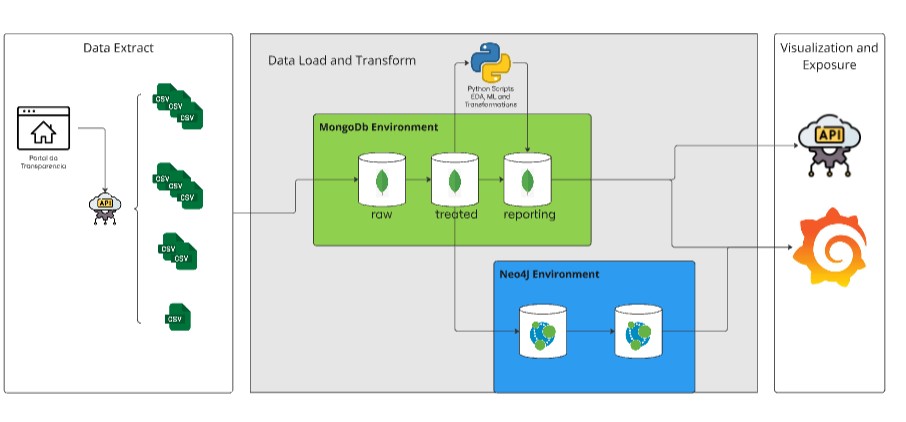 Data Extract
Portal da
Transparencia
API
CSV
CSV
CSV
CSV
CSV
CSV
CSV
CSV
CSV
Data Load and Transform
Python Scripts
EDA, ML and
Transformations
MongoDb Environment
raw
treated
reporting
Neo4J Environment
Visualization and
Exposure
API